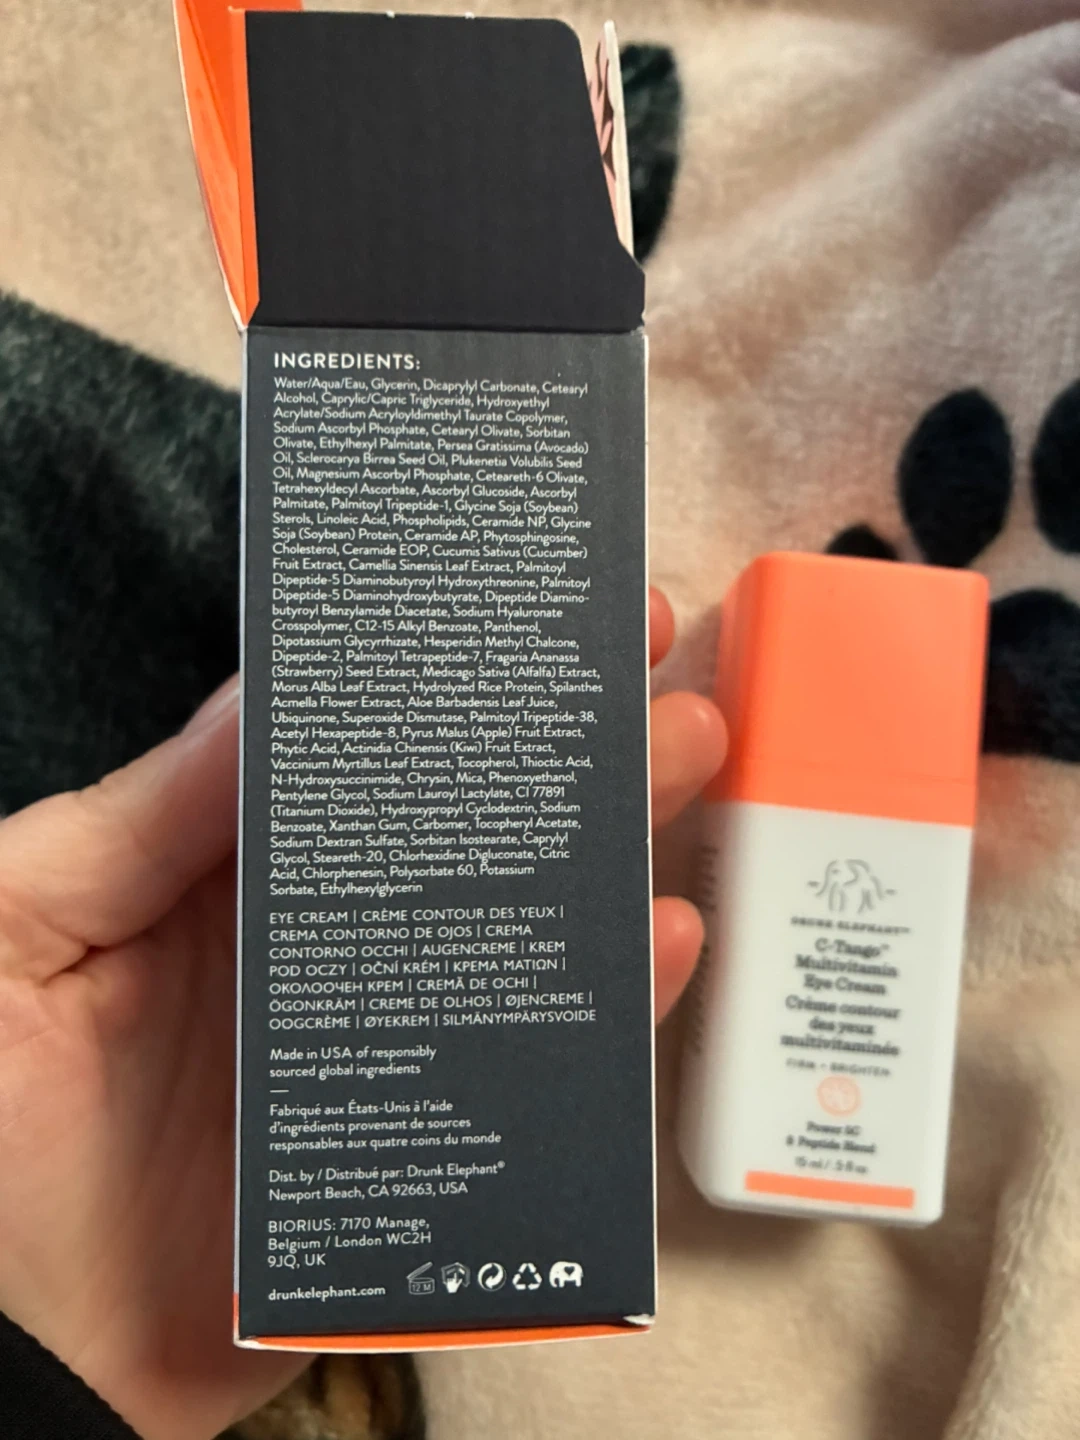 INGREDIENTS:
Water/Aqua/Eau, Glycerin, Dicaprylyl Carbonate, Cetearyl
Alcohol, Caprylic/Capric Triglyceride, Hydroxyethyl
Acrylate/Sodium Acryloyldimethyl Taurate Copolymer,
Sodium Ascorbyl Phosphate, Cetearyl Olivate, Sorbitan
Olivate, Ethylhexyl Palmitate, Persea Gratissima (Avocado)
Oil, Sclerocarya Birrea Seed Oil, Plukenetia Volubilis Seed
Oil, Magnesium Ascorbyl Phosphate, Ceteareth-6 Olivate,
Tetrahexyldecyl Ascorbate, Ascorbyl Glucoside, Ascorbyl
Palmitate, Palmitoyl Tripeptide-1, Glycine Soja (Soybean)
Sterols, Linoleic Acid, Phospholipids, Ceramide NP, Glycine
Soja (Soybean) Protein, Ceramide AP, Phytosphingosine,
Cholesterol, Ceramide EOP, Cucumis Sativus (Cucumber)
Fruit Extract, Camellia Sinensis Leaf Extract, Palmitoyl
Dipeptide-5 Diaminobutyroyl Hydroxythreonine, Palmitoyl
Dipeptide-5 Diaminohydroxybutyrate, Dipeptide Diamino-
butyroyl Benzylamide Diacetate, Sodium Hyaluronate
Crosspolymer, C12-15 Alkyl Benzoate, Panthenol,
Dipotassium Glycyrrhizate, Hesperidin Methyl Chalcone,
Dipeptide-2, Palmitoyl Tetrapeptide-7, Fragaria Ananassa
(Strawberry) Seed Extract, Medicago Sativa (Alfalfa) Extract,
Morus Alba Leaf Extract, Hydrolyzed Rice Protein, Spilanthes
Acmella Flower Extract, Aloe Barbadensis Leaf Juice,
Ubiquinone, Superoxide Dismutase, Palmitoyl Tripeptide-38,
Acetyl Hexapeptide-8, Pyrus Malus (Apple) Fruit Extract,
Phytic Acid, Actinidia Chinensis (Kiwi) Fruit Extract,
Vaccinium Myrtillus Leaf Extract, Tocopherol, Thioctic Acid,
N-Hydroxysuccinimide, Chrysin, Mica, Phenoxyethanol,
Pentylene Glycol, Sodium Lauroyl Lactylate, CI 77891
(Titanium Dioxide), Hydroxypropyl Cyclodextrin, Sodium
Benzoate, Xanthan Gum, Carbomer, Tocopheryl Acetate,
Sodium Dextran Sulfate, Sorbitan Isostearate, Caprylyl
Glycol, Steareth-20, Chlorhexidine Digluconate, Citric
Acid, Chlorphenesin, Polysorbate 60, Potassium
Sorbate, Ethylhexylglycerin
EYE CREAM | CRÈME CONTOUR DES YEUX |
CREMA CONTORNO DE OJOS | CREMA
CONTORNO OCCHI | AUGENCREME | KREM
POD OCZY | OČNÍ KRÉM | ΚΡΕΜΑ ΜΑΤΙΩΝ |
ОКОЛООЧЕН КРЕМ | CREMĂ DE OCHI |
ÖGONKRÄM | CREME DE OLHOS | ØJENCREME |
OOGCRÈME | ØYEKREM | SILMÄNYMPÄRYSVOIDE
Made in USA of responsibly
sourced global ingredients
Fabriqué aux États-Unis à l'aide
d'ingrédients provenant de sources
responsables aux quatre coins du monde
Dist. by / Distribué par: Drunk Elephant®
Newport Beach, CA 92663, USA
BIORIUS: 7170 Manage,
Belgium / London WC2H
9JQ, UK
drunkelephant.com
12 M
DRUNK ELEPHANT™
C-Tango™
Multivitamin
Eye Cream
Crème contour
des yeux
multivitaminée
FIRM + BRIGHTEN
Power 5C
& Peptide Blend
15 ml / .5 fl oz